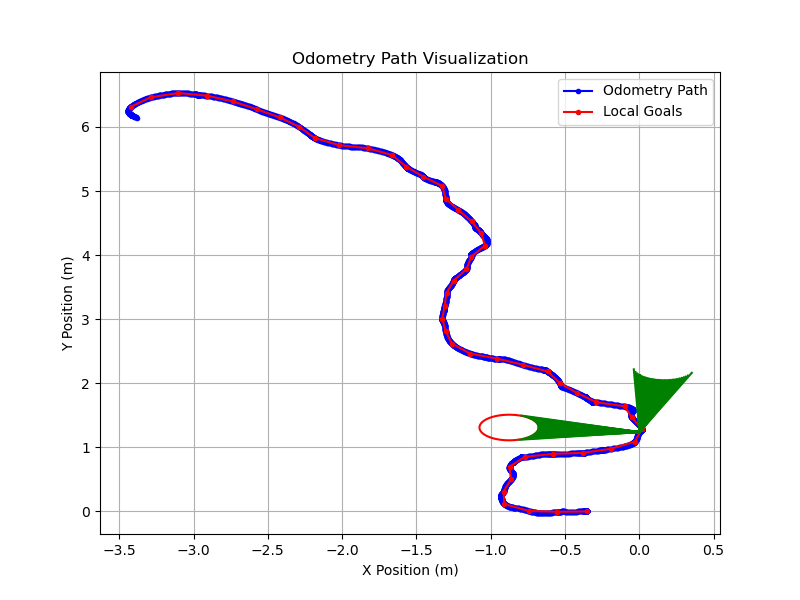 Odometry Path Visualization
Odometry Path
Local Goals
Y Position (m)
6
5
4
3
2
1
0
−3.5 −3.0 −2.5 −2.0 −1.5 −1.0 −0.5 0.0 0.5
X Position (m)